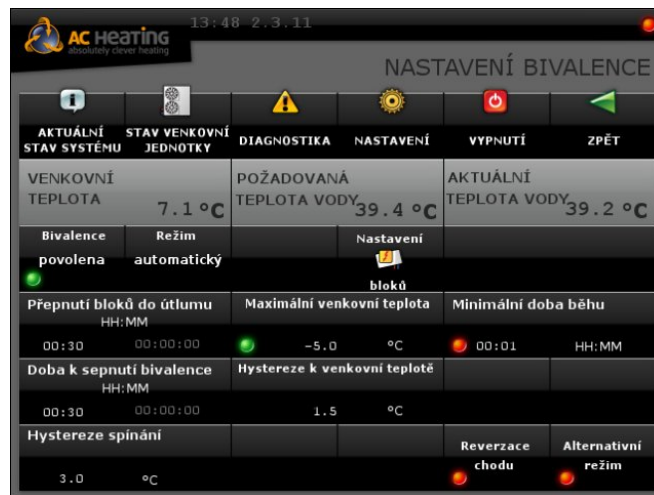 13:48 2.3.11
AC HEATING
absolutely clever heating
NASTAVENÍ BIVALENCE
AKTUÁLNÍ
STAV SYSTÉMU
STAV VENKOVNÍ
JEDNOTKY
DIAGNOSTIKA
NASTAVENÍ
VYPNUTÍ
ZPĚT
VENKOVNÍ
TEPLOTA 7.1 °C
POŽADOVANÁ
TEPLOTA VODY 39.4 °C
AKTUÁLNÍ
TEPLOTA VODY 39.2 °C
Bivalence
povolena
Režim
automatický
Nastavení
bloků
Přepnutí bloků do útlumu
HH:MM
00:30 00:00:00
Maximální venkovní teplota
-5.0 °C
Minimální doba běhu
00:01 HH:MM
Doba k sepnutí bivalence
HH:MM
00:30 00:00:00
Hystereze k venkovní teplotě
1.5 °C
Hystereze spínání
3.0 °C
Reverzace
chodu
Alternativní
režim